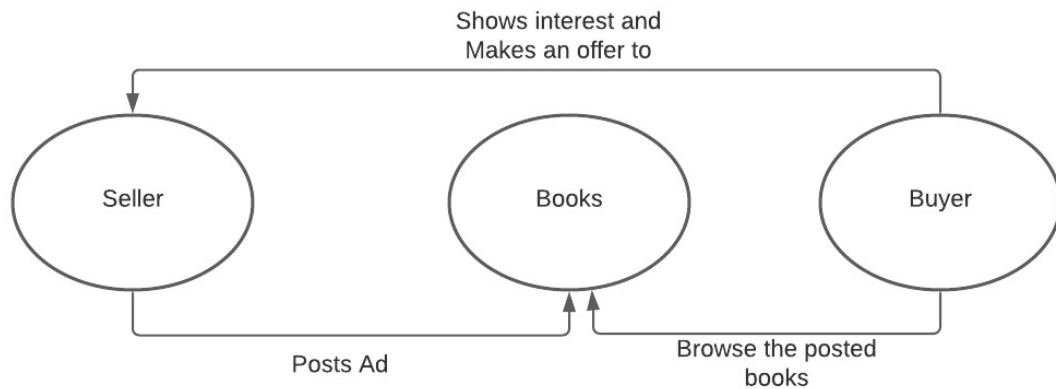 Shows interest and
Makes an offer to
Seller
Books
Buyer
Posts Ad
Browse the posted
books